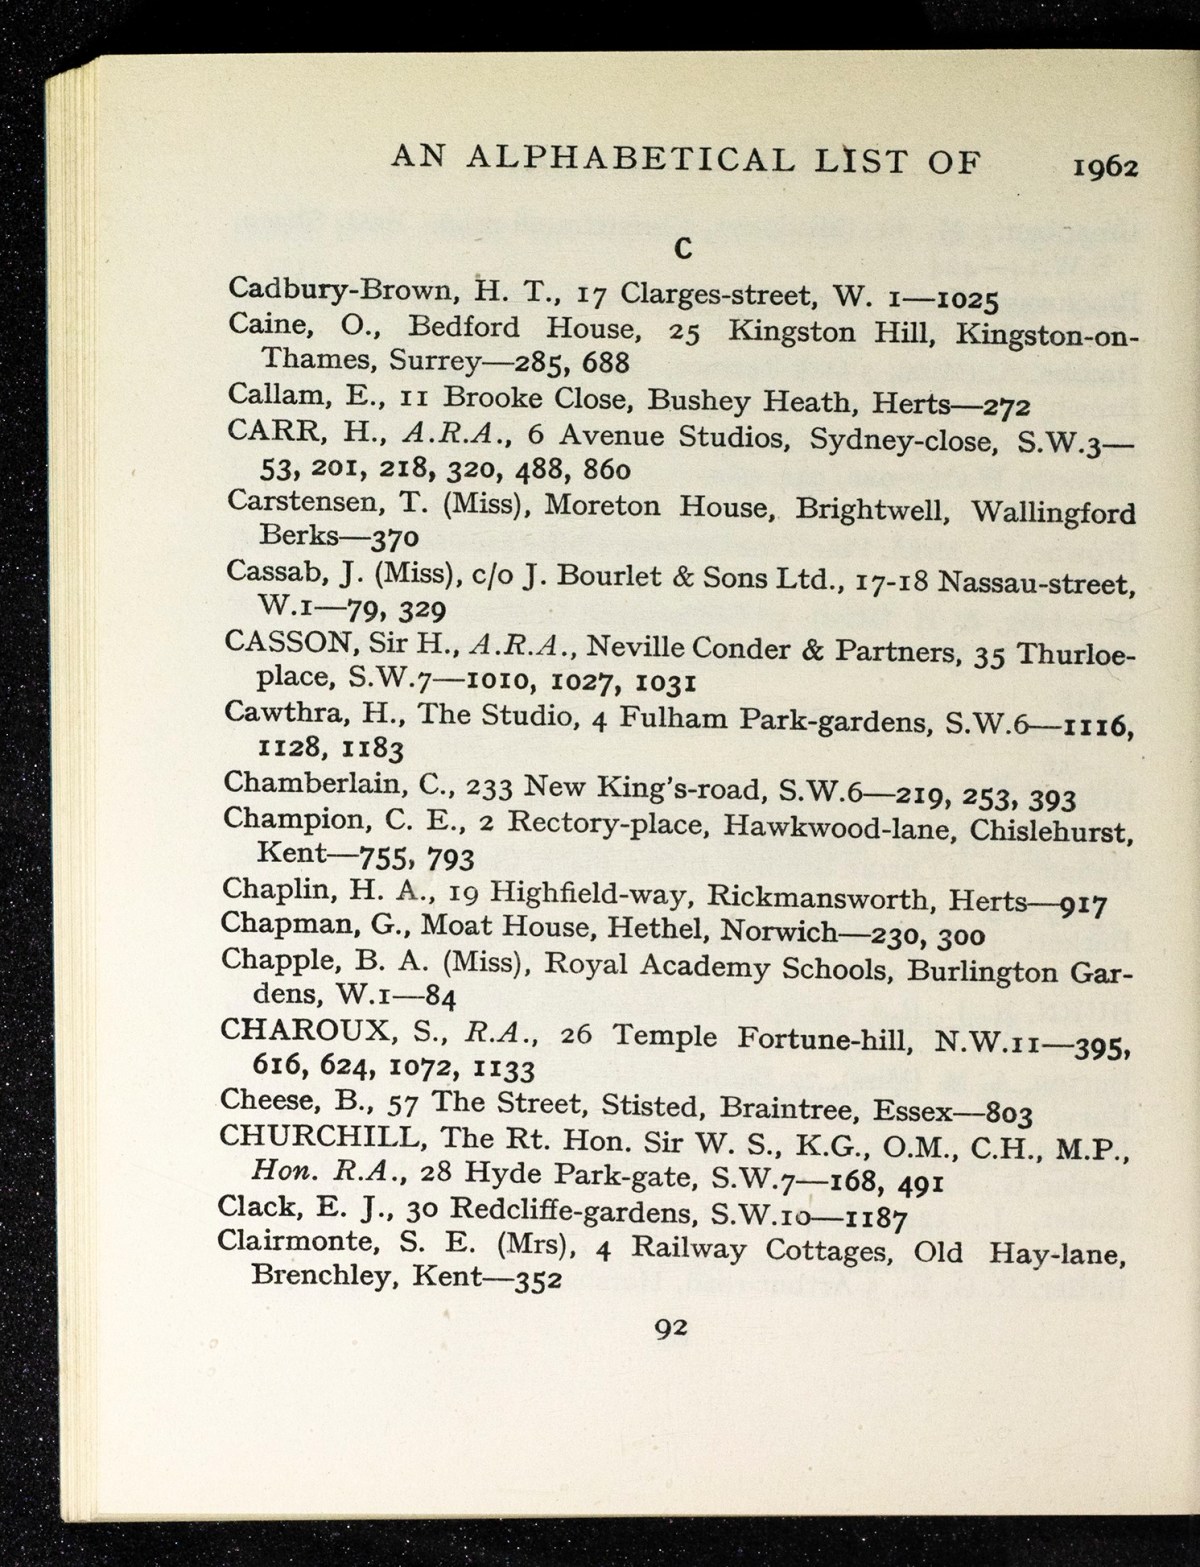 AN ALPHABETICAL LIST OF 1962
C
Cadbury-Brown, H. T., 17 Clarges-street, W. 1—1025
Caine, O., Bedford House, 25 Kingston Hill, Kingston-on-
Thames, Surrey—285, 688
Callam, E., 11 Brooke Close, Bushey Heath, Herts—272
CARR, H., A.R.A., 6 Avenue Studios, Sydney-close, S.W.3—
53, 201, 218, 320, 488, 860
Carstensen, T. (Miss), Moreton House, Brightwell, Wallingford
Berks—370
Cassab, J. (Miss), c/o J. Bourlet & Sons Ltd., 17-18 Nassau-street,
W.1—79, 329
CASSON, Sir H., A.R.A., Neville Conder & Partners, 35 Thurloe-
place, S.W.7—1010, 1027, 1031
Cawthra, H., The Studio, 4 Fulham Park-gardens, S.W.6—1116,
1128, 1183
Chamberlain, C., 233 New King's-road, S.W.6—219, 253, 393
Champion, C. E., 2 Rectory-place, Hawkwood-lane, Chislehurst,
Kent—755, 793
Chaplin, H. A., 19 Highfield-way, Rickmansworth, Herts—917
Chapman, G., Moat House, Hethel, Norwich—230, 300
Chapple, B. A. (Miss), Royal Academy Schools, Burlington Gar-
dens, W.1—84
CHAROUX, S., R.A., 26 Temple Fortune-hill, N.W.11—395,
616, 624, 1072, 1133
Cheese, B., 57 The Street, Stisted, Braintree, Essex—803
CHURCHILL, The Rt. Hon. Sir W. S., K.G., O.M., C.H., M.P.,
Hon. R.A., 28 Hyde Park-gate, S.W.7—168, 491
Clack, E. J., 30 Redcliffe-gardens, S.W.10—1187
Clairmonte, S. E. (Mrs), 4 Railway Cottages, Old Hay-lane,
Brenchley, Kent—352
92